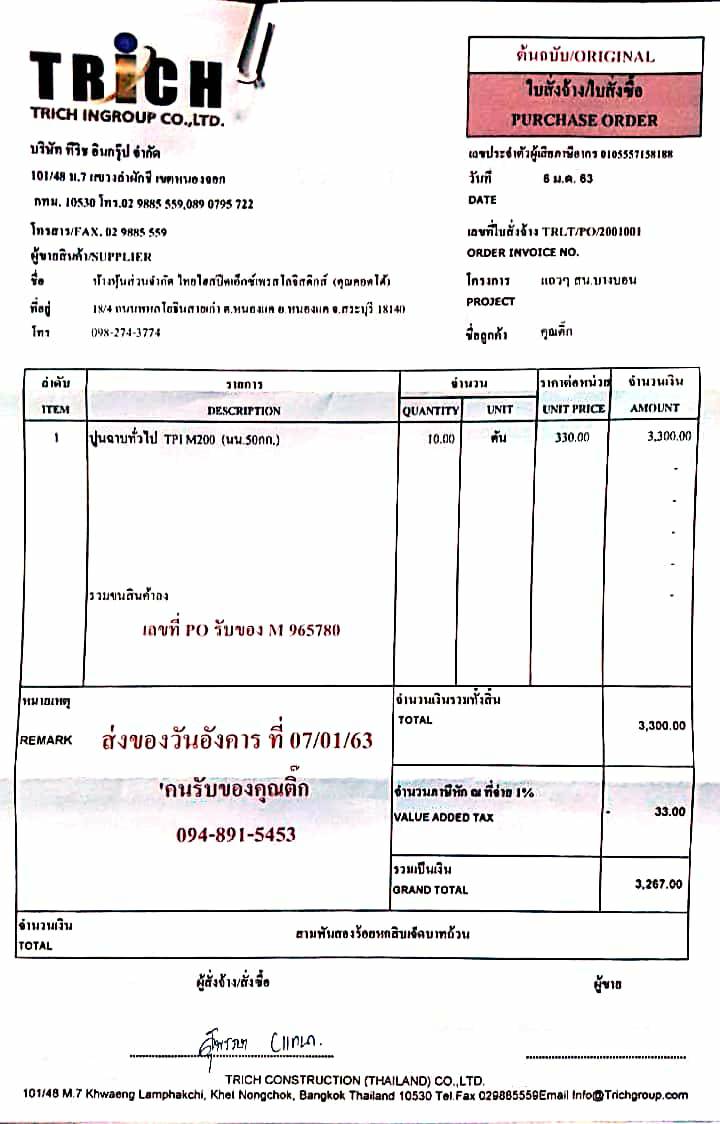 TRICH
TRICH INGROUP CO.,LTD.
ต้นฉบับ/ORIGINAL
ใบสั่งจ้าง/ใบสั่งซื้อ
PURCHASE ORDER
บริษัท ทีริช อินกรุ๊ป จำกัด
101/48 ม.7 แขวงลำผักชี เขตหนองจอก
กทม. 10530 โทร.02 9885 559,089 0795 722
โทรสาร/FAX. 02 9885 559
เลขประจำตัวผู้เสียภาษีอากร 0105557158188
วันที่ 6 ม.ค. 63
DATE
เลขที่ใบสั่งจ้าง TRLT/PO/2001001
ORDER INVOICE NO.
ผู้ขายสินค้า/SUPPLIER
ชื่อ ห้างหุ้นส่วนจำกัด ไทยไฮสปีดเอ็กซ์เพรสโลจิสติกส์ (คุณดอดโด้)
ที่อยู่ 18/4 ถนนพหลโยธินสายเก่า ต.หนองแค อ.หนองแค จ.สระบุรี 18140
โทร 098-274-3774
โครงการ แถวๆ สน.บางบอน
PROJECT
ชื่อลูกค้า คุณติ๊ก
ลำดับ รายการ จำนวน ราคาต่อหน่วย จำนวนเงิน
ITEM DESCRIPTION QUANTITY UNIT UNIT PRICE AMOUNT
1 ปูนฉาบทั่วไป TPI M200 (นน.50กก.) 10.00 ตัน 330.00 3,300.00
-
-
-
-
-
รวมขนสินค้าลง
เลขที่ PO รับของ M 965780
หมายเหตุ
REMARK
ส่งของวันอังคาร ที่ 07/01/63
'คนรับของคุณติ๊ก
094-891-5453
จำนวนเงินรวมทั้งสิ้น
TOTAL 3,300.00
จำนวนภาษีหัก ณ ที่จ่าย 1%
VALUE ADDED TAX - 33.00
รวมเป็นเงิน
GRAND TOTAL 3,267.00
จำนวนเงิน
TOTAL
สามพันสองร้อยหกสิบเจ็ดบาทถ้วน
ผู้สั่งจ้าง/สั่งซื้อ ผู้ขาย
TRICH CONSTRUCTION (THAILAND) CO.,LTD.
101/48 M.7 Khwaeng Lamphakchi, Khet Nongchok, Bangkok Thailand 10530 Tel.Fax 029885559Email Info@Trichgroup.com